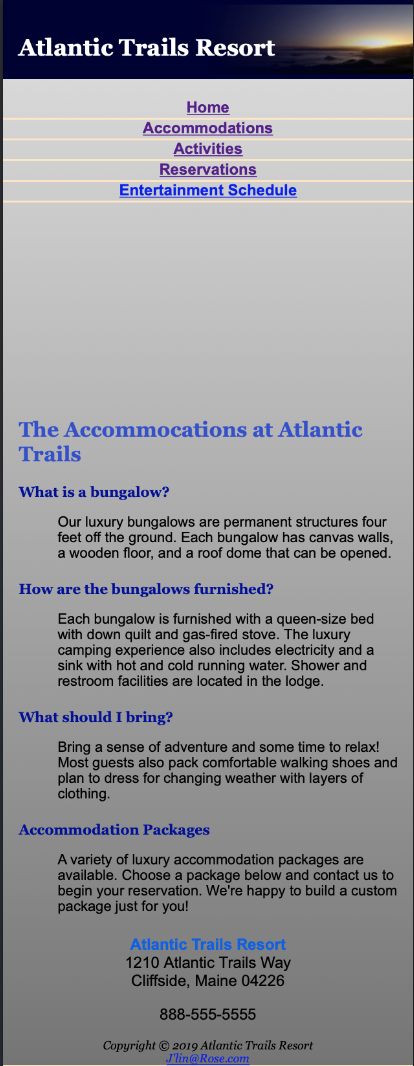 Atlantic Trails Resort
Home
Accommodations
Activities
Reservations
Entertainment Schedule
The Accommocations at Atlantic
Trails
What is a bungalow?
Our luxury bungalows are permanent structures four
feet off the ground. Each bungalow has canvas walls,
a wooden floor, and a roof dome that can be opened.
How are the bungalows furnished?
Each bungalow is furnished with a queen-size bed
with down quilt and gas-fired stove. The luxury
camping experience also includes electricity and a
sink with hot and cold running water. Shower and
restroom facilities are located in the lodge.
What should I bring?
Bring a sense of adventure and some time to relax!
Most guests also pack comfortable walking shoes and
plan to dress for changing weather with layers of
clothing.
Accommodation Packages
A variety of luxury accommodation packages are
available. Choose a package below and contact us to
begin your reservation. We're happy to build a custom
package just for you!
Atlantic Trails Resort
1210 Atlantic Trails Way
Cliffside, Maine 04226
888-555-5555
Copyright © 2019 Atlantic Trails Resort
J'lin@Rose.com